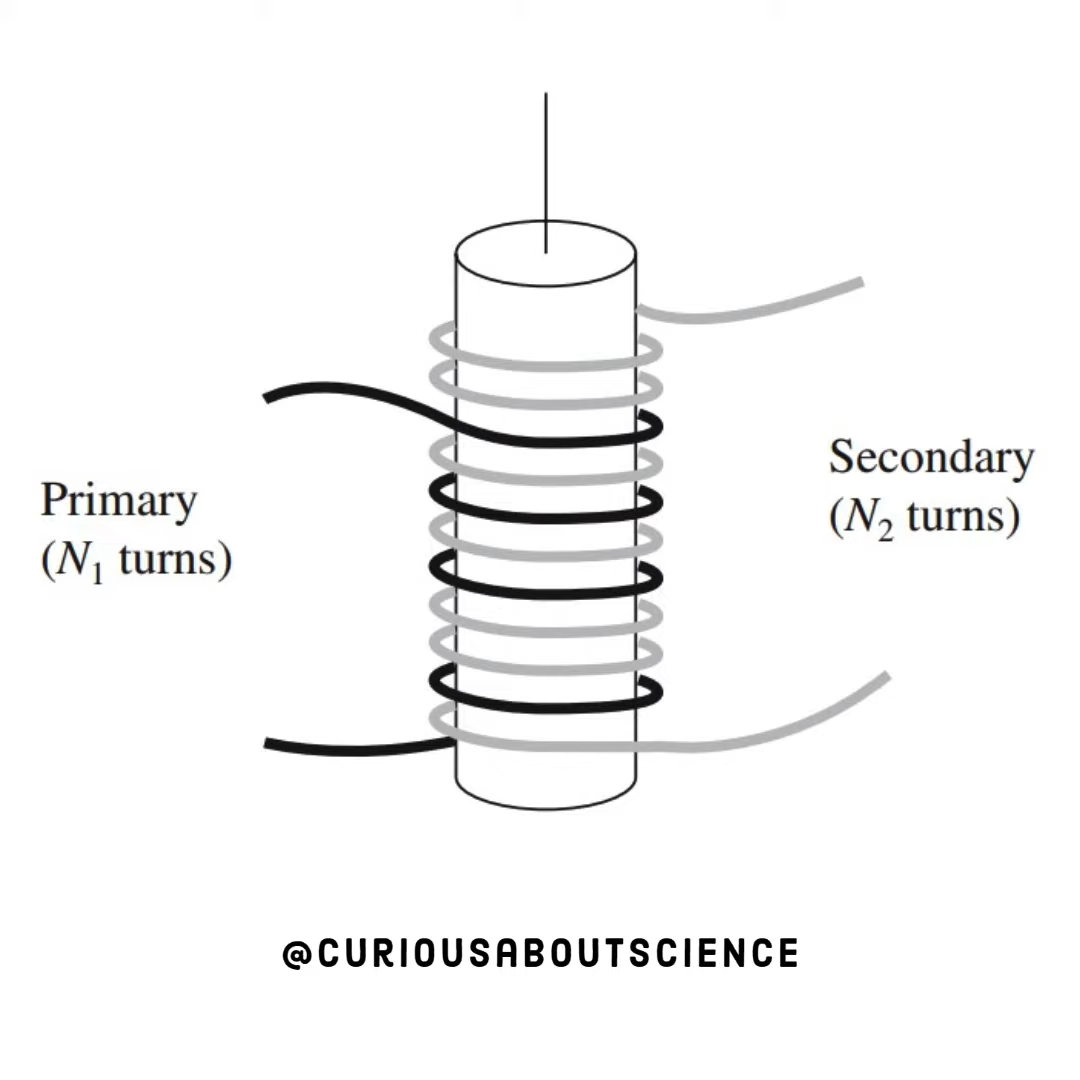 Primary
(N₁ turns)
Secondary
(N₂ turns)
@CURIOUSABOUTSCIENCE